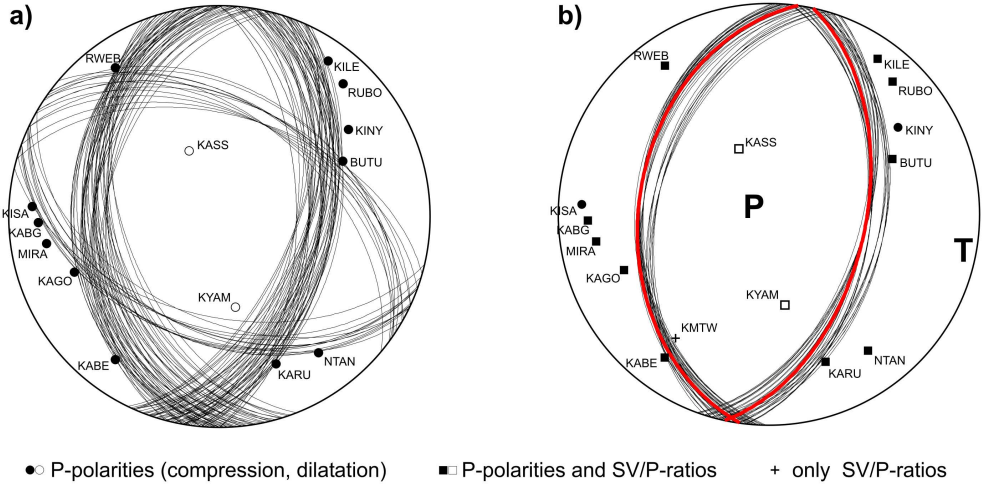 a)
RWEB
KILE
RUBO
KINY
KASS
BUTU
KISA
KABG
MIRA
KAGO
KYAM
KABE
KARU
NTAN
b)
RWEB
KILE
RUBO
KINY
KASS
BUTU
KISA
KABG
MIRA
P
T
KAGO
KYAM
KMTW
KABE
KARU
NTAN
P-polarities (compression, dilatation) P-polarities and SV/P-ratios only SV/P-ratios